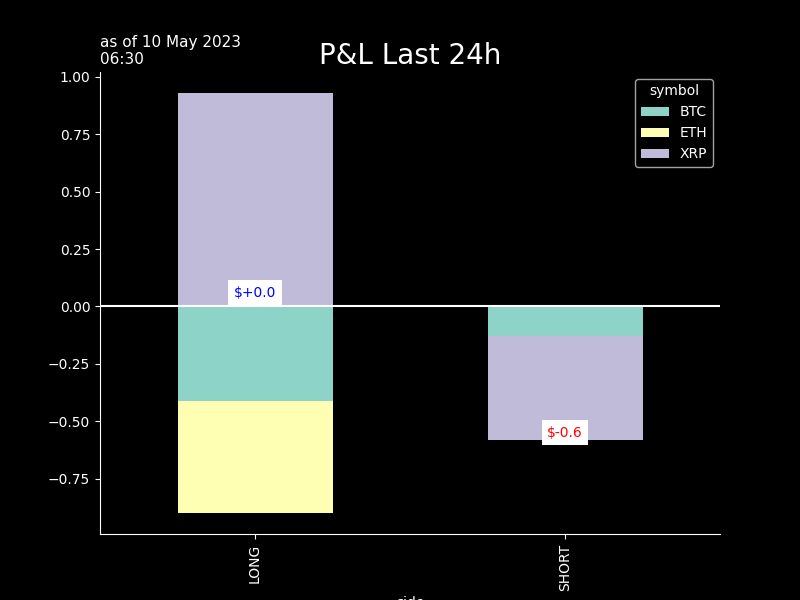 as of 10 May 2023
06:30
P&L Last 24h
1.00
0.75
0.50
0.25
0.00
−0.25
−0.50
−0.75
symbol
BTC
ETH
XRP
$+0.0
$-0.6
LONG
SHORT